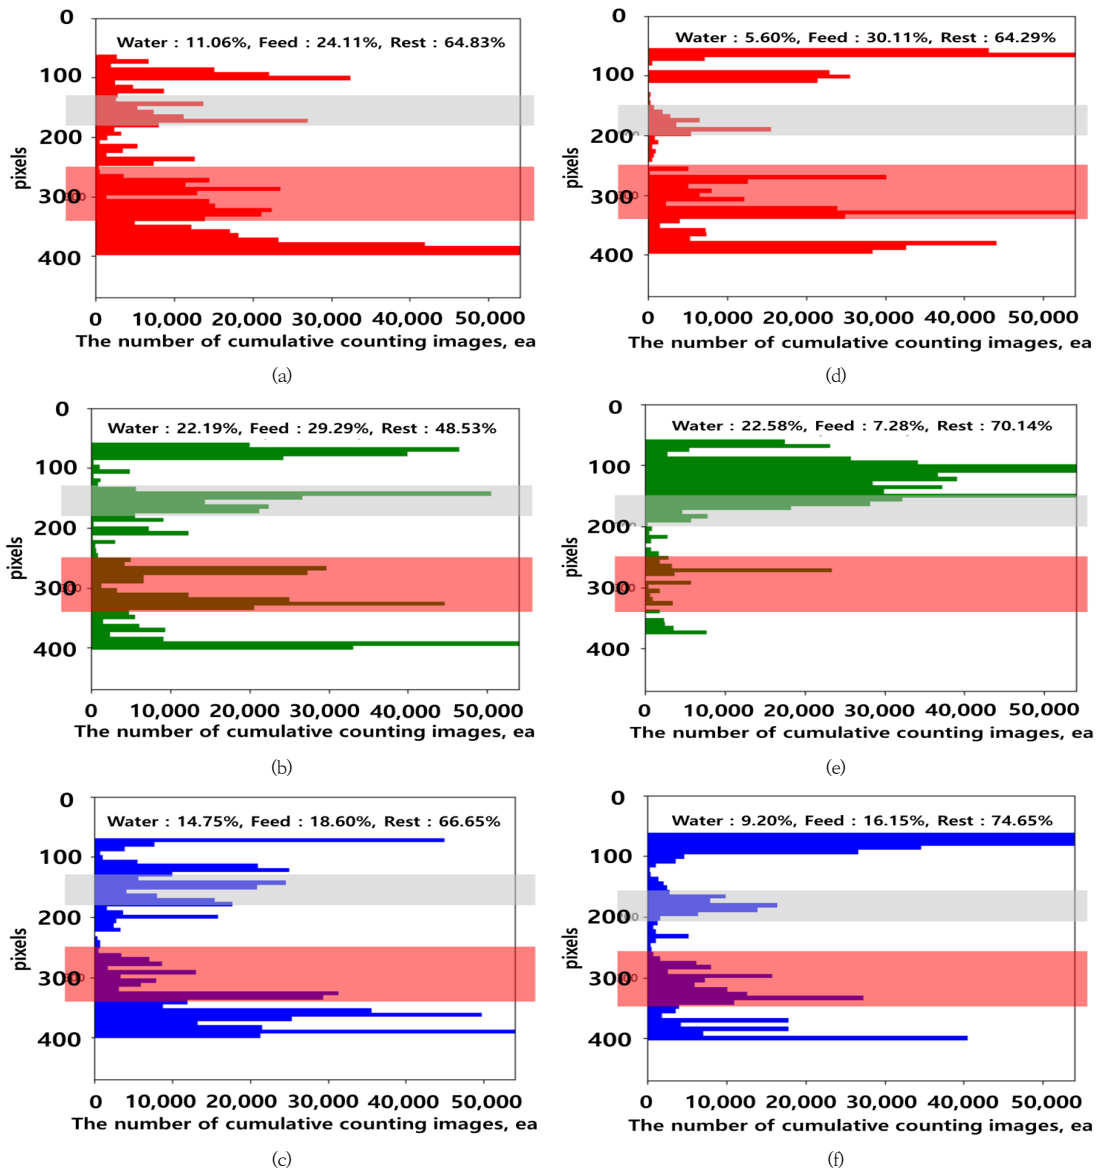 0
Water : 11.06%, Feed : 24.11%, Rest : 64.83%
100
200
300
400
pixels
0 10,000 20,000 30,000 40,000 50,000
The number of cumulative counting images, ea
(a)
0
Water : 5.60%, Feed : 30.11%, Rest : 64.29%
100
200
300
400
pixels
0 10,000 20,000 30,000 40,000 50,000
The number of cumulative counting images, ea
(d)
0
Water : 22.19%, Feed : 29.29%, Rest : 48.53%
100
200
300
400
pixels
0 10,000 20,000 30,000 40,000 50,000
The number of cumulative counting images, ea
(b)
0
Water : 22.58%, Feed : 7.28%, Rest : 70.14%
100
200
300
400
pixels
0 10,000 20,000 30,000 40,000 50,000
The number of cumulative counting images, ea
(e)
0
Water : 14.75%, Feed : 18.60%, Rest : 66.65%
100
200
300
400
pixels
0 10,000 20,000 30,000 40,000 50,000
The number of cumulative counting images, ea
(c)
0
Water : 9.20%, Feed : 16.15%, Rest : 74.65%
100
200
300
400
pixels
0 10,000 20,000 30,000 40,000 50,000
The number of cumulative counting images, ea
(f)